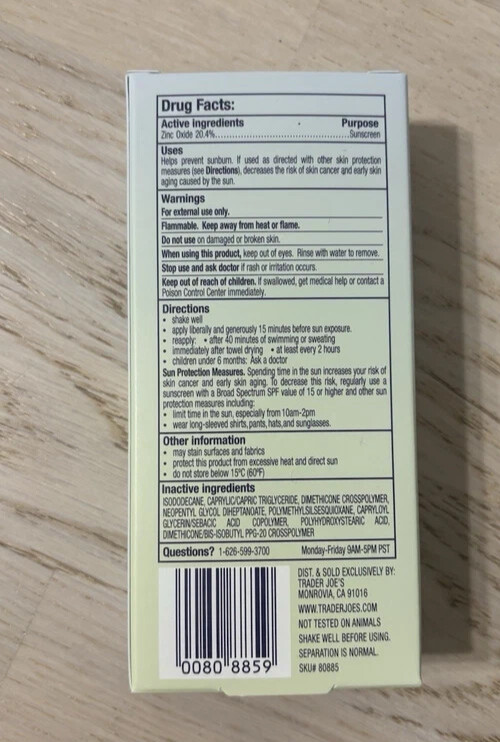 Drug Facts:
Active ingredients Purpose
Zinc Oxide 20.4%........................................Sunscreen
Uses
Helps prevent sunburn. If used as directed with other skin protection
measures (see Directions), decreases the risk of skin cancer and early skin
aging caused by the sun.
Warnings
For external use only.
Flammable. Keep away from heat or flame.
Do not use on damaged or broken skin.
When using this product, keep out of eyes. Rinse with water to remove.
Stop use and ask doctor if rash or irritation occurs.
Keep out of reach of children. If swallowed, get medical help or contact a
Poison Control Center immediately.
Directions
• shake well
• apply liberally and generously 15 minutes before sun exposure.
• reapply: • after 40 minutes of swimming or sweating
• immediately after towel drying • at least every 2 hours
• children under 6 months: Ask a doctor
Sun Protection Measures. Spending time in the sun increases your risk of
skin cancer and early skin aging. To decrease this risk, regularly use a
sunscreen with a Broad Spectrum SPF value of 15 or higher and other sun
protection measures including:
• limit time in the sun, especially from 10am-2pm
• wear long-sleeved shirts, pants, hats, and sunglasses.
Other information
• may stain surfaces and fabrics
• protect this product from excessive heat and direct sun
• do not store below 15ºC (60ºF)
Inactive ingredients
ISODODECANE, CAPRYLIC/CAPRIC TRIGLYCERIDE, DIMETHICONE CROSSPOLYMER,
NEOPENTYL GLYCOL DIHEPTANOATE, POLYMETHYLSILSESQUIOXANE, CAPRYLOYL
GLYCERIN/SEBACIC ACID COPOLYMER, POLYHYDROXYSTEARIC ACID,
DIMETHICONE/BIS-ISOBUTYL PPG-20 CROSSPOLYMER
Questions? 1-626-599-3700 Monday-Friday 9AM-5PM PST
DIST. & SOLD EXCLUSIVELY BY:
TRADER JOE'S
MONROVIA, CA 91016
WWW.TRADERJOES.COM
NOT TESTED ON ANIMALS
SHAKE WELL BEFORE USING.
SEPARATION IS NORMAL.
SKU# 80885
0080 8859